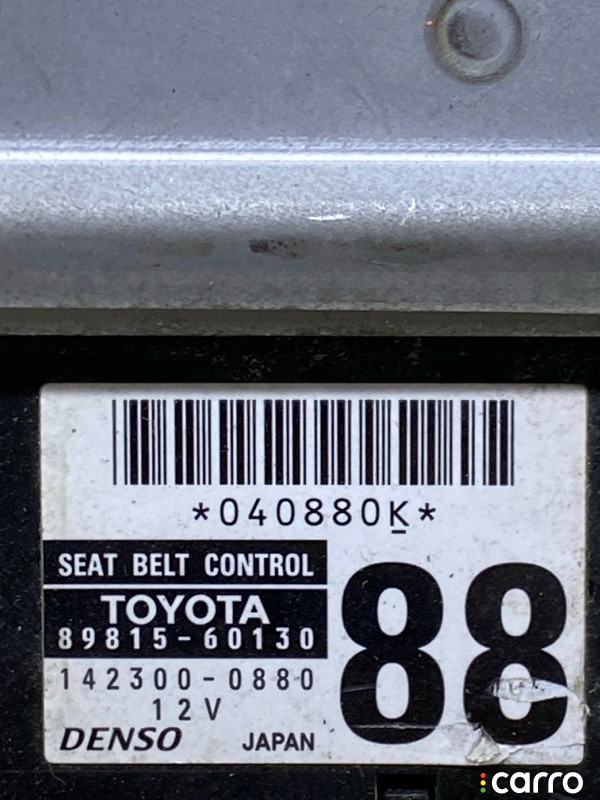 *040880K*
SEAT BELT CONTROL
TOYOTA
89815-60130
88
142300-0880
12V
DENSO JAPAN
carro